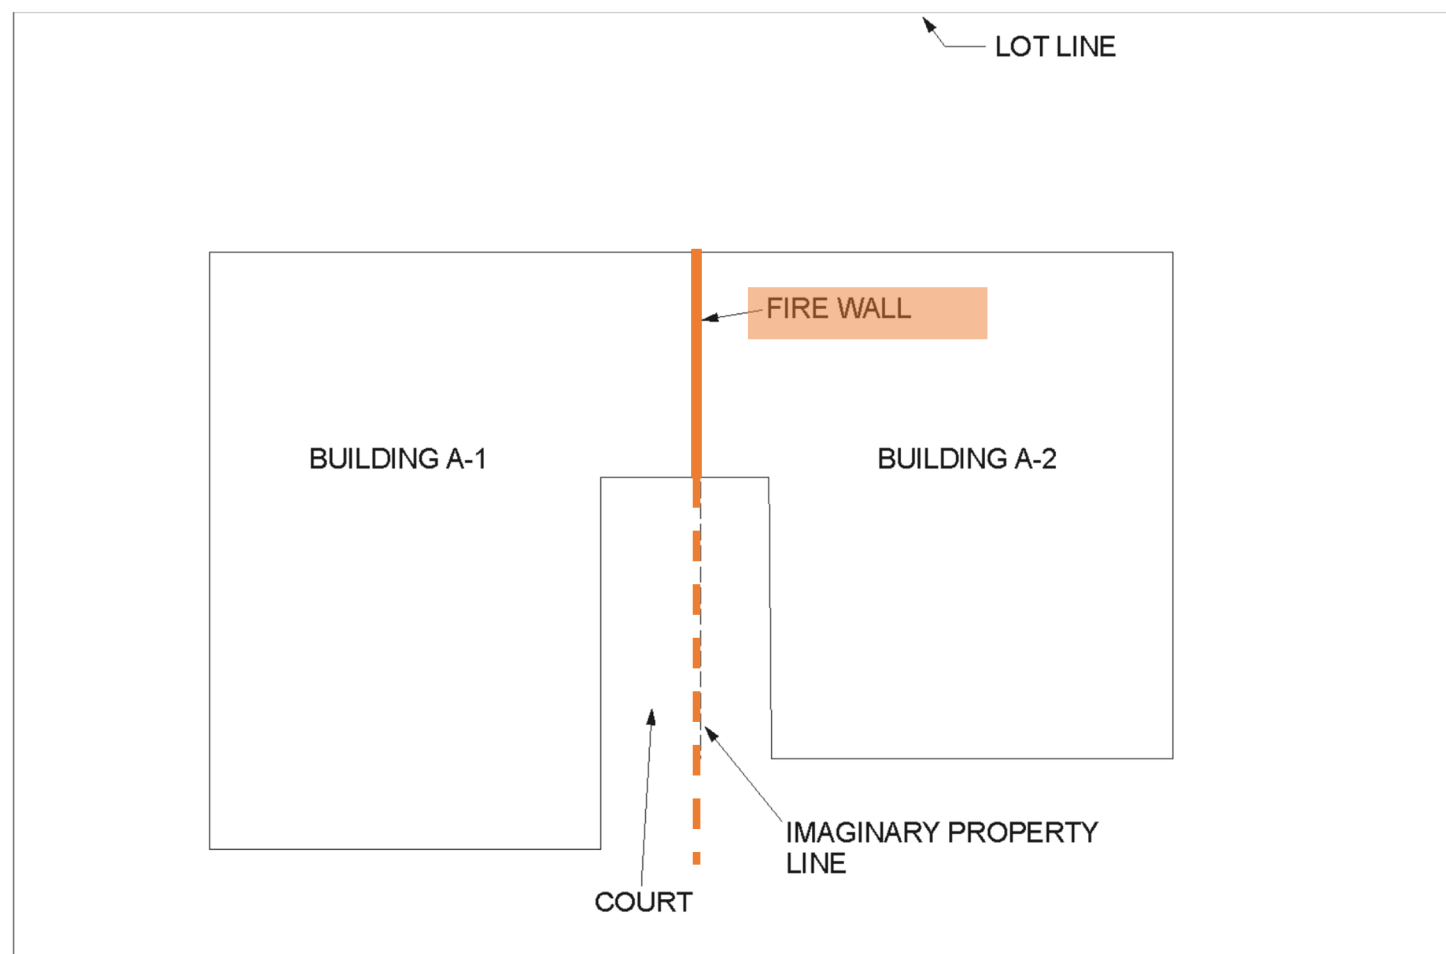 LOT LINE
FIRE WALL
BUILDING A-1
BUILDING A-2
IMAGINARY PROPERTY
LINE
COURT